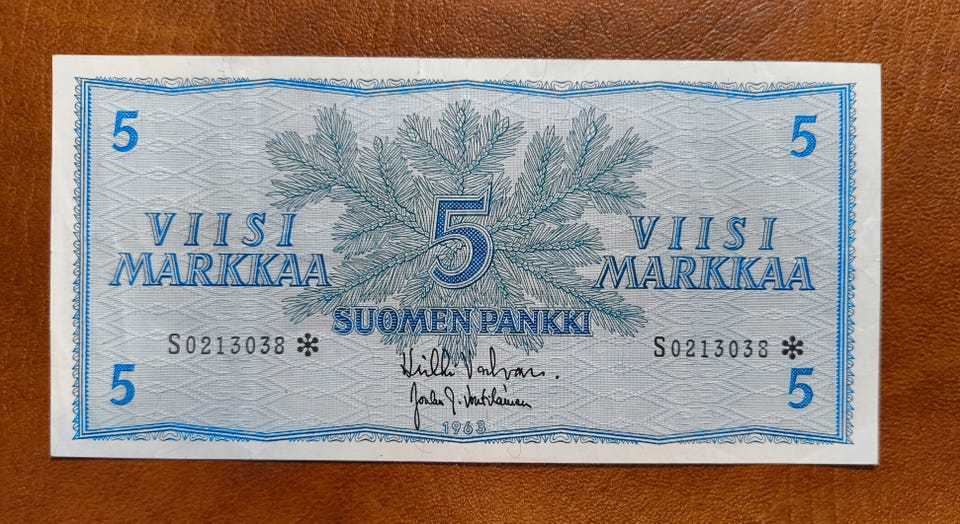 5 5
VIISI VIISI
MARKKAA 5 MARKKAA
SUOMEN PANKKI
S0213038 * S0213038 *
5 5
1963